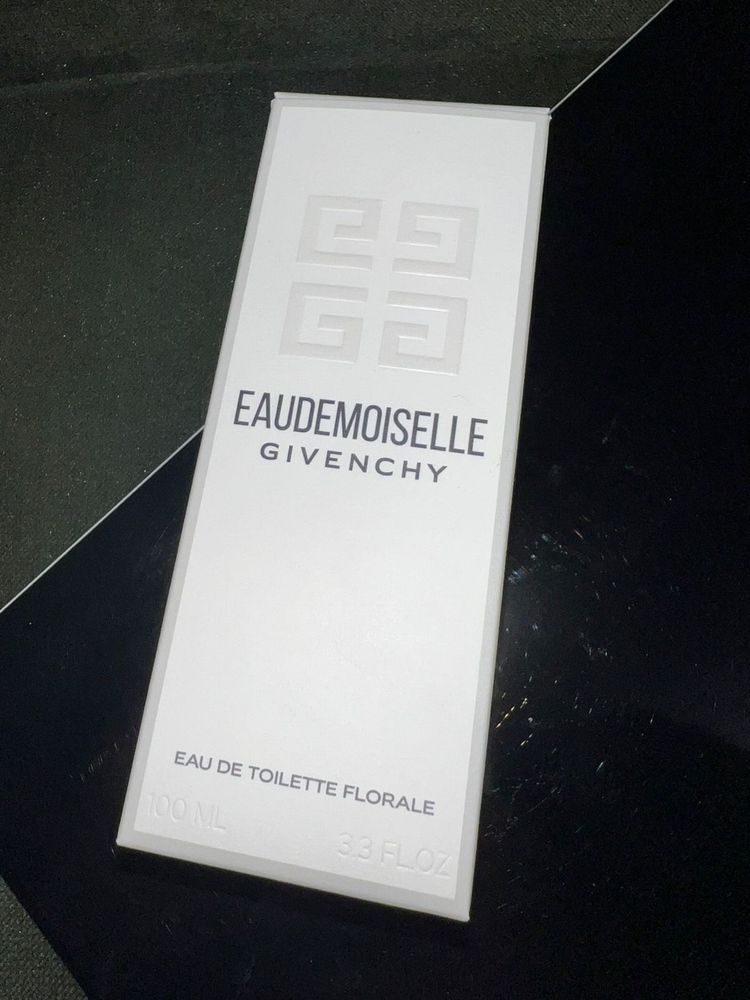 EAUDEMOISELLE
GIVENCHY
EAU DE TOILETTE FLORALE
100 ML 3.3 FL.OZ